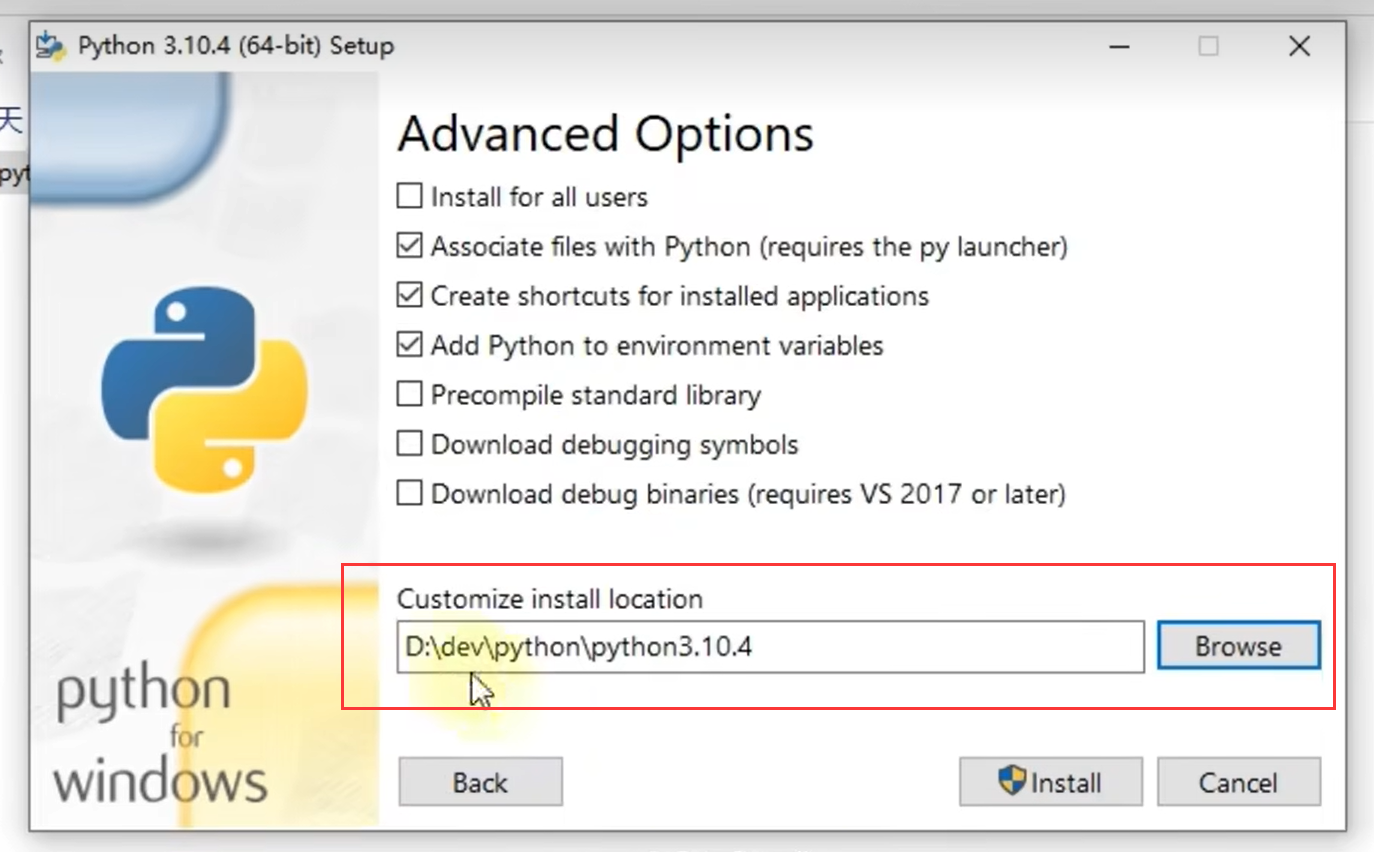 Python 3.10.4 (64-bit) Setup
天
pyt
Advanced Options
Install for all users
Associate files with Python (requires the py launcher)
Create shortcuts for installed applications
Add Python to environment variables
Precompile standard library
Download debugging symbols
Download debug binaries (requires VS 2017 or later)
Customize install location
D:\dev\python\python3.10.4
Browse
python
for
windows
Back
Install
Cancel